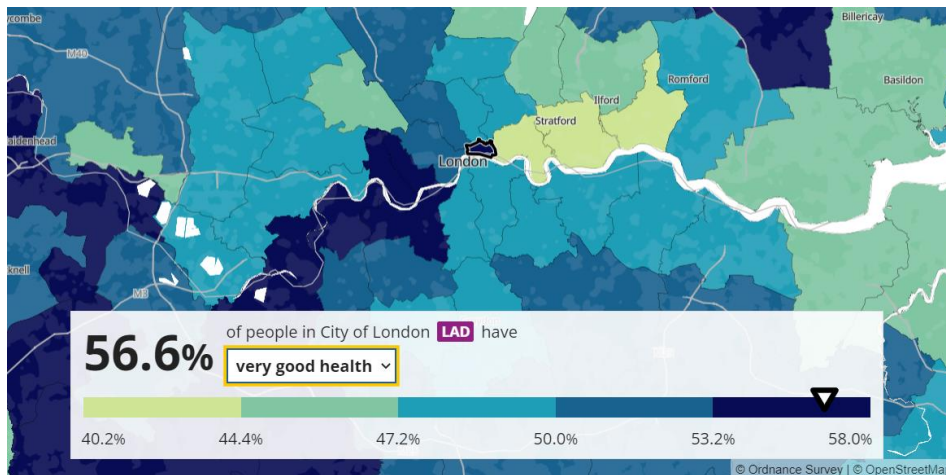 Billericay
M40
Basildon
Romford
Ilford
Stratford
London
M3
56.6%
of people in City of London LAD have
very good health
40.2% 44.4% 47.2% 50.0% 53.2% 58.0%
© Ordnance Survey | © OpenStreetMa